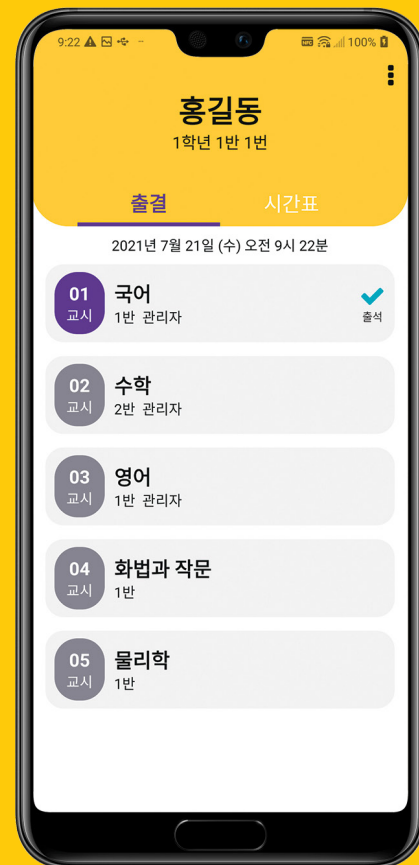 9:22
100%
홍길동
1학년 1반 1번
출결 시간표
2021년 7월 21일 (수) 오전 9시 22분
01
교시
국어
1반 관리자
출석
02
교시
수학
2반 관리자
03
교시
영어
1반 관리자
04
교시
화법과 작문
1반
05
교시
물리학
1반